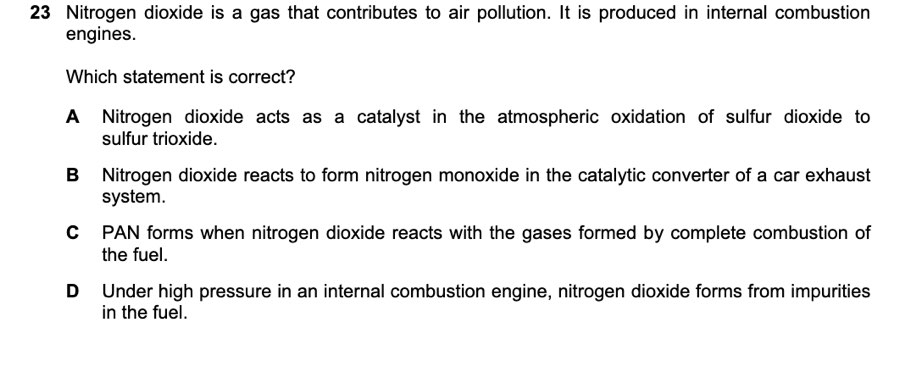 23 Nitrogen dioxide is a gas that contributes to air pollution. It is produced in internal combustion
engines.
Which statement is correct?
A Nitrogen dioxide acts as a catalyst in the atmospheric oxidation of sulfur dioxide to
sulfur trioxide.
B Nitrogen dioxide reacts to form nitrogen monoxide in the catalytic converter of a car exhaust
system.
C PAN forms when nitrogen dioxide reacts with the gases formed by complete combustion of
the fuel.
D Under high pressure in an internal combustion engine, nitrogen dioxide forms from impurities
in the fuel.